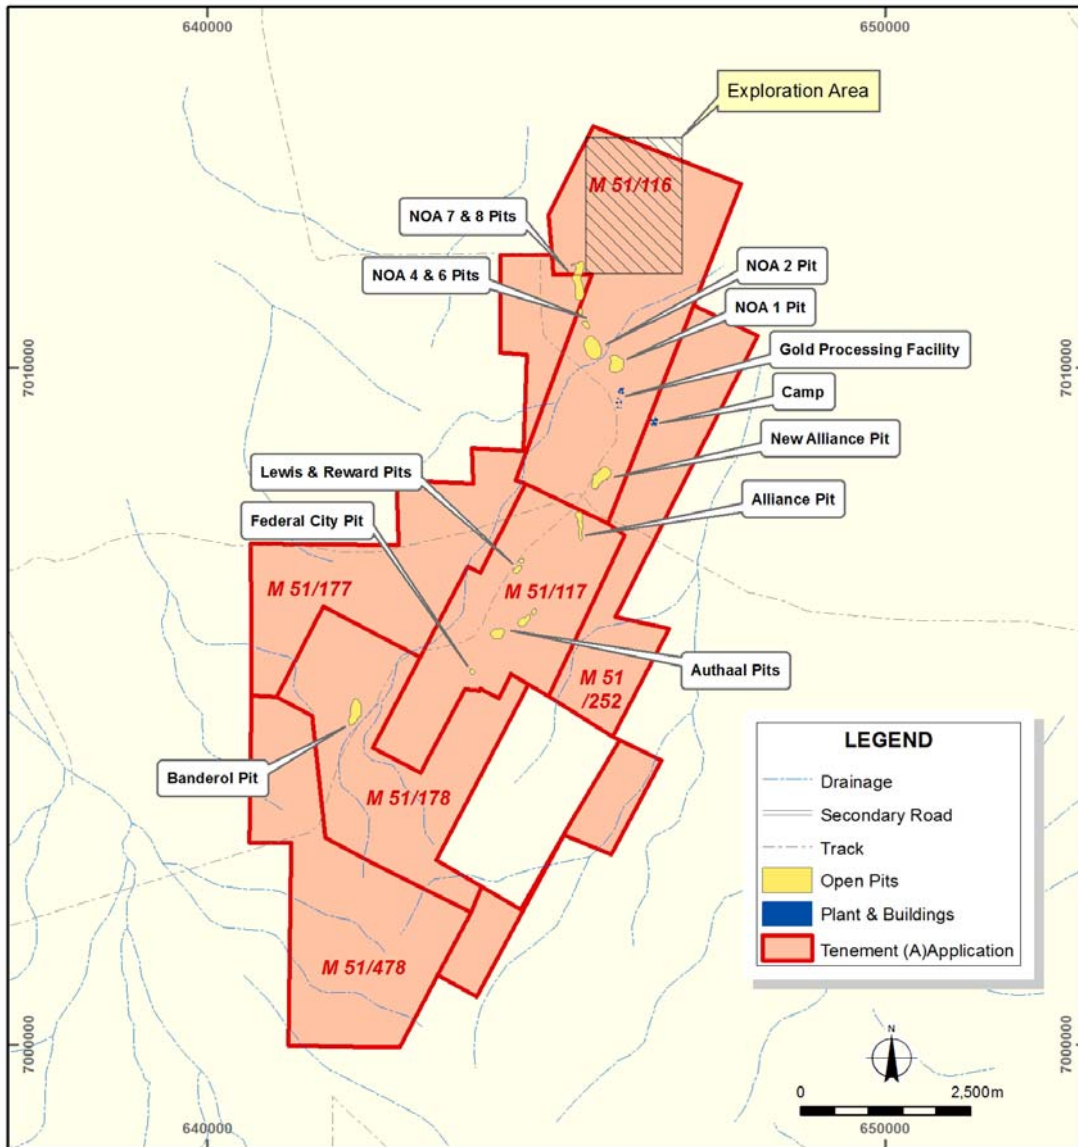 640000
650000
Exploration Area
M 51/116
NOA 7 & 8 Pits
NOA 4 & 6 Pits
NOA 2 Pit
NOA 1 Pit
Gold Processing Facility
Camp
7010000
7010000
New Alliance Pit
Lewis & Reward Pits
Alliance Pit
Federal City Pit
M 51/177
M 51/117
Authaal Pits
M 51
/252
Banderol Pit
M 51/178
M 51/478
LEGEND
Drainage
Secondary Road
Track
Open Pits
Plant & Buildings
Tenement (A)Application
7000000
7000000
N
0
2,500m
640000
650000